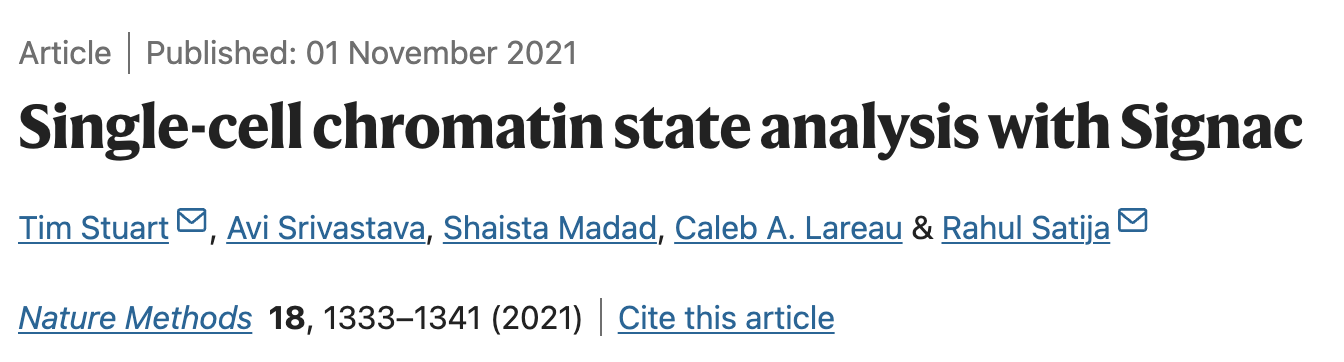 Article | Published: 01 November 2021
Single-cell chromatin state analysis with Signac
Tim Stuart, Avi Srivastava, Shaista Madad, Caleb A. Lareau & Rahul Satija
Nature Methods 18, 1333–1341 (2021) | Cite this article